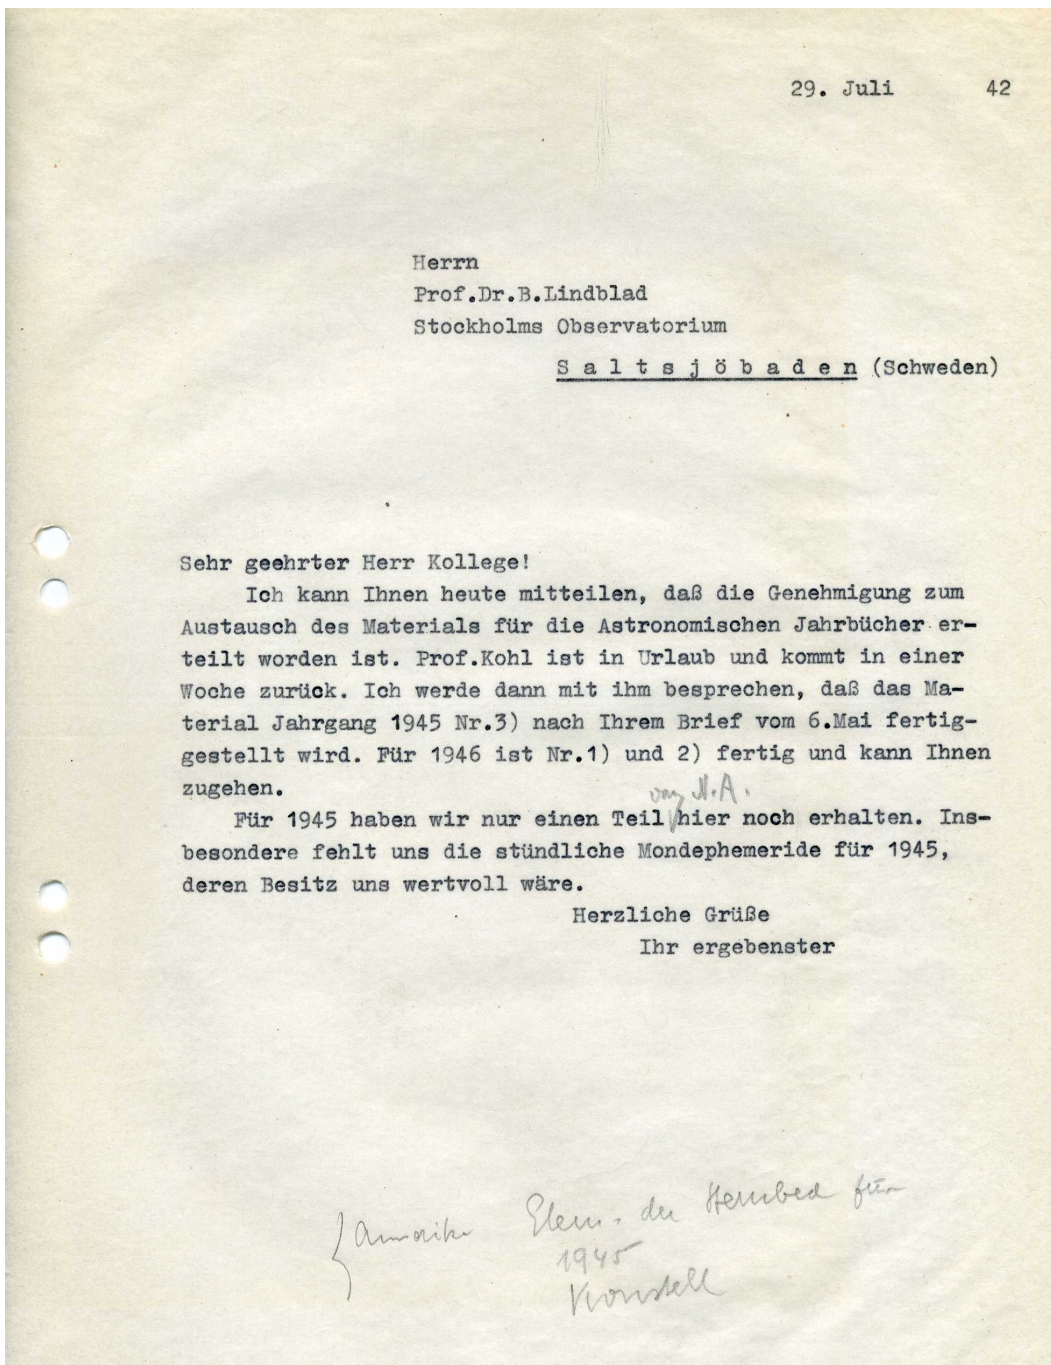 29. Juli 42
Herrn
Prof.Dr.B.Lindblad
Stockholms Observatorium
S a l t s j ö b a d e n (Schweden)
Sehr geehrter Herr Kollege!
Ich kann Ihnen heute mitteilen, daß die Genehmigung zum
Austausch des Materials für die Astronomischen Jahrbücher er-
teilt worden ist. Prof.Kohl ist in Urlaub und kommt in einer
Woche zurück. Ich werde dann mit ihm besprechen, daß das Ma-
terial Jahrgang 1945 Nr.3) nach Ihrem Brief vom 6.Mai fertig-
gestellt wird. Für 1946 ist Nr.1) und 2) fertig und kann Ihnen
zugehen.
N.A.
Für 1945 haben wir nur einen Teil hier noch erhalten. Ins-
besondere fehlt uns die stündliche Mondephemeride für 1945,
deren Besitz uns wertvoll wäre.
Herzliche Grüße
Ihr ergebenster
Elem. der Sternbed für
1945
Konstell